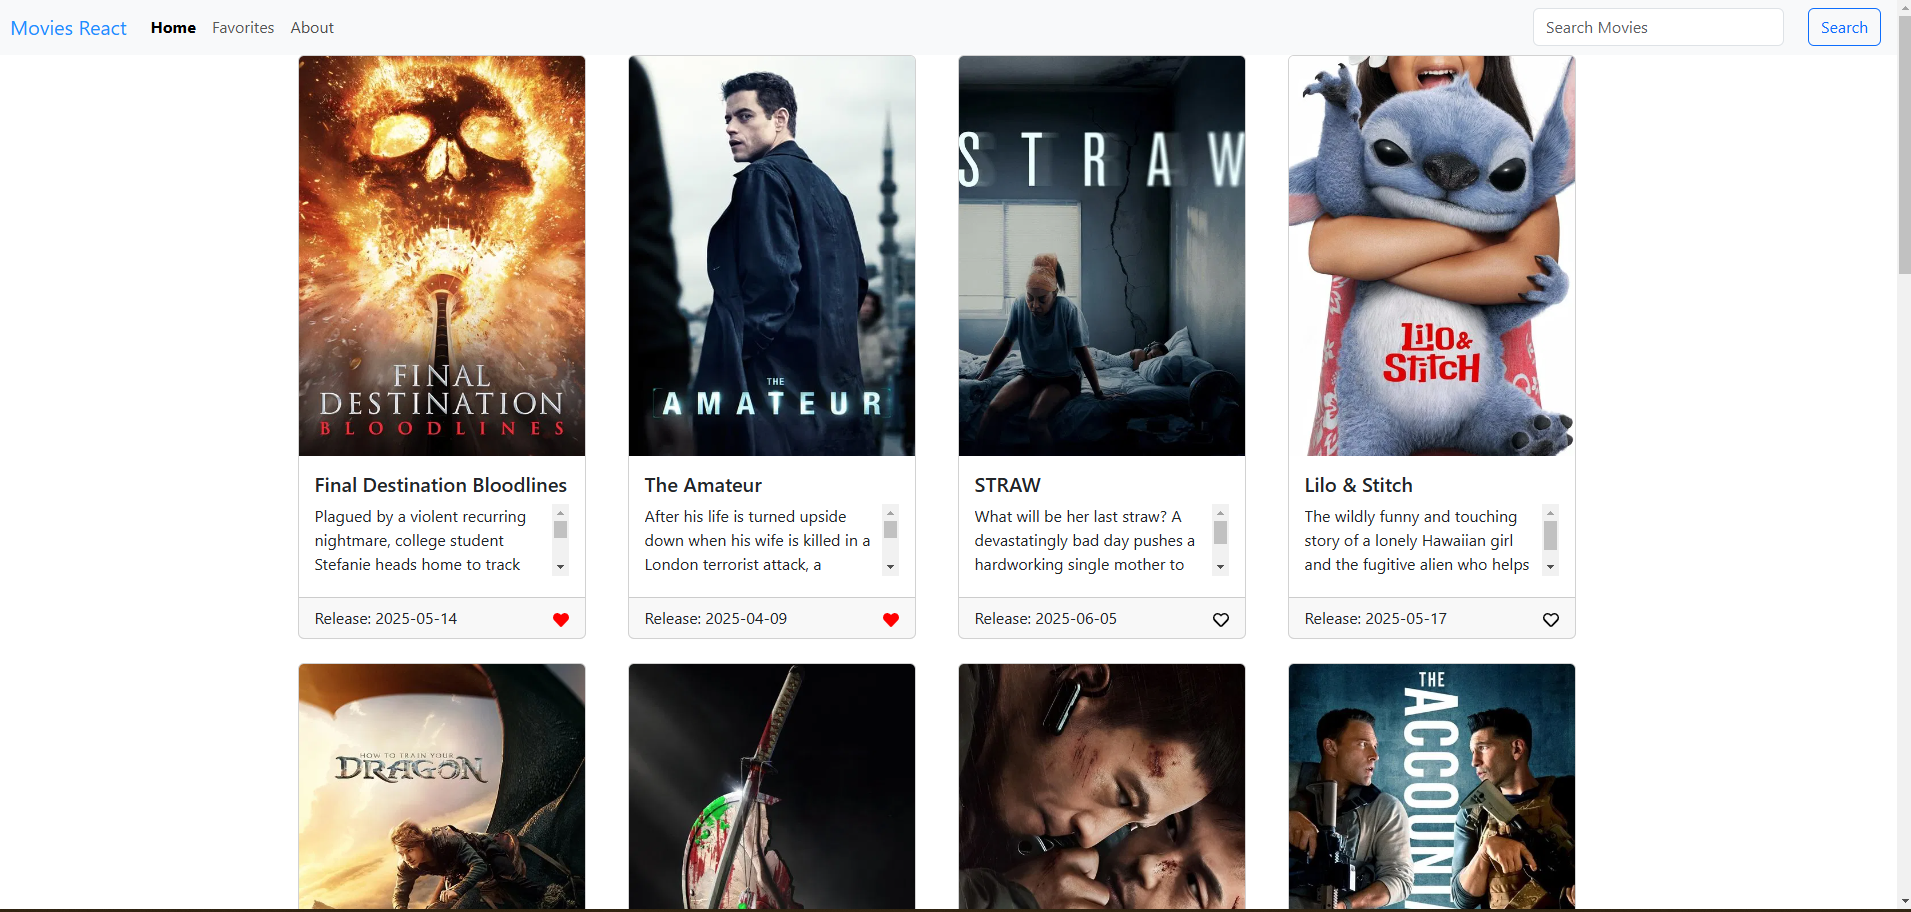 Movies React
Home
Favorites
About
Search Movies
Search
FINAL
DESTINATION
BLOODLINES
THE
AMATEUR
STRAW
LiLO &
STiTCH
Final Destination Bloodlines
Plagued by a violent recurring
nightmare, college student
Stefanie heads home to track
Release: 2025-05-14
The Amateur
After his life is turned upside
down when his wife is killed in a
London terrorist attack, a
Release: 2025-04-09
STRAW
What will be her last straw? A
devastatingly bad day pushes a
hardworking single mother to
Release: 2025-06-05
Lilo & Stitch
The wildly funny and touching
story of a lonely Hawaiian girl
and the fugitive alien who helps
Release: 2025-05-17
HOW TO TRAIN YOUR
DRAGON
THE
ACCOUNTA